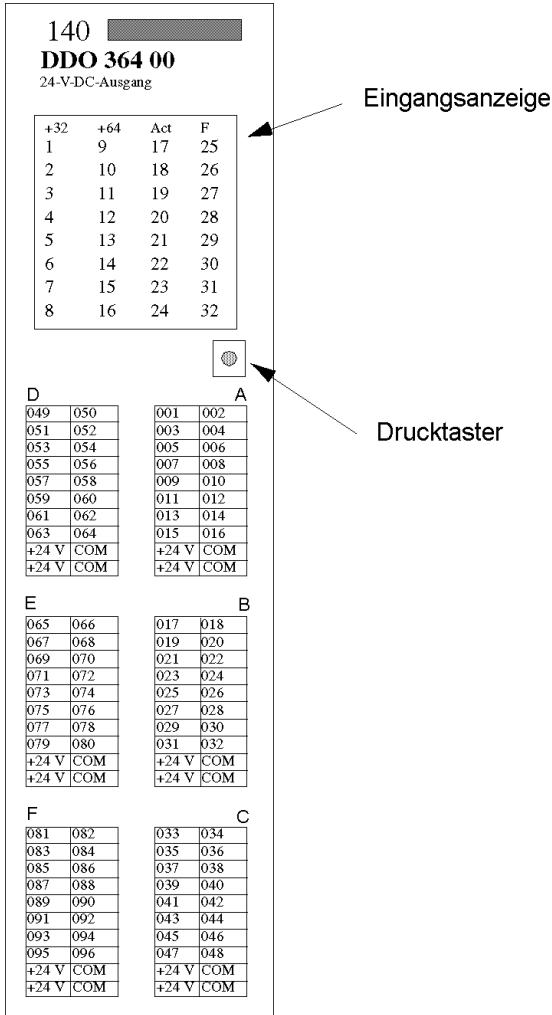 140
DDO 364 00
24-V-DC-Ausgang
Eingangsanzeige
+32 +64 Act F
1 9 17 25
2 10 18 26
3 11 19 27
4 12 20 28
5 13 21 29
6 14 22 30
7 15 23 31
8 16 24 32
Drucktaster
D A
049 050 001 002
051 052 003 004
053 054 005 006
055 056 007 008
057 058 009 010
059 060 011 012
061 062 013 014
063 064 015 016
+24 V COM +24 V COM
+24 V COM +24 V COM
E B
065 066 017 018
067 068 019 020
069 070 021 022
071 072 023 024
073 074 025 026
075 076 027 028
077 078 029 030
079 080 031 032
+24 V COM +24 V COM
+24 V COM +24 V COM
F C
081 082 033 034
083 084 035 036
085 086 037 038
087 088 039 040
089 090 041 042
091 092 043 044
093 094 045 046
095 096 047 048
+24 V COM +24 V COM
+24 V COM +24 V COM